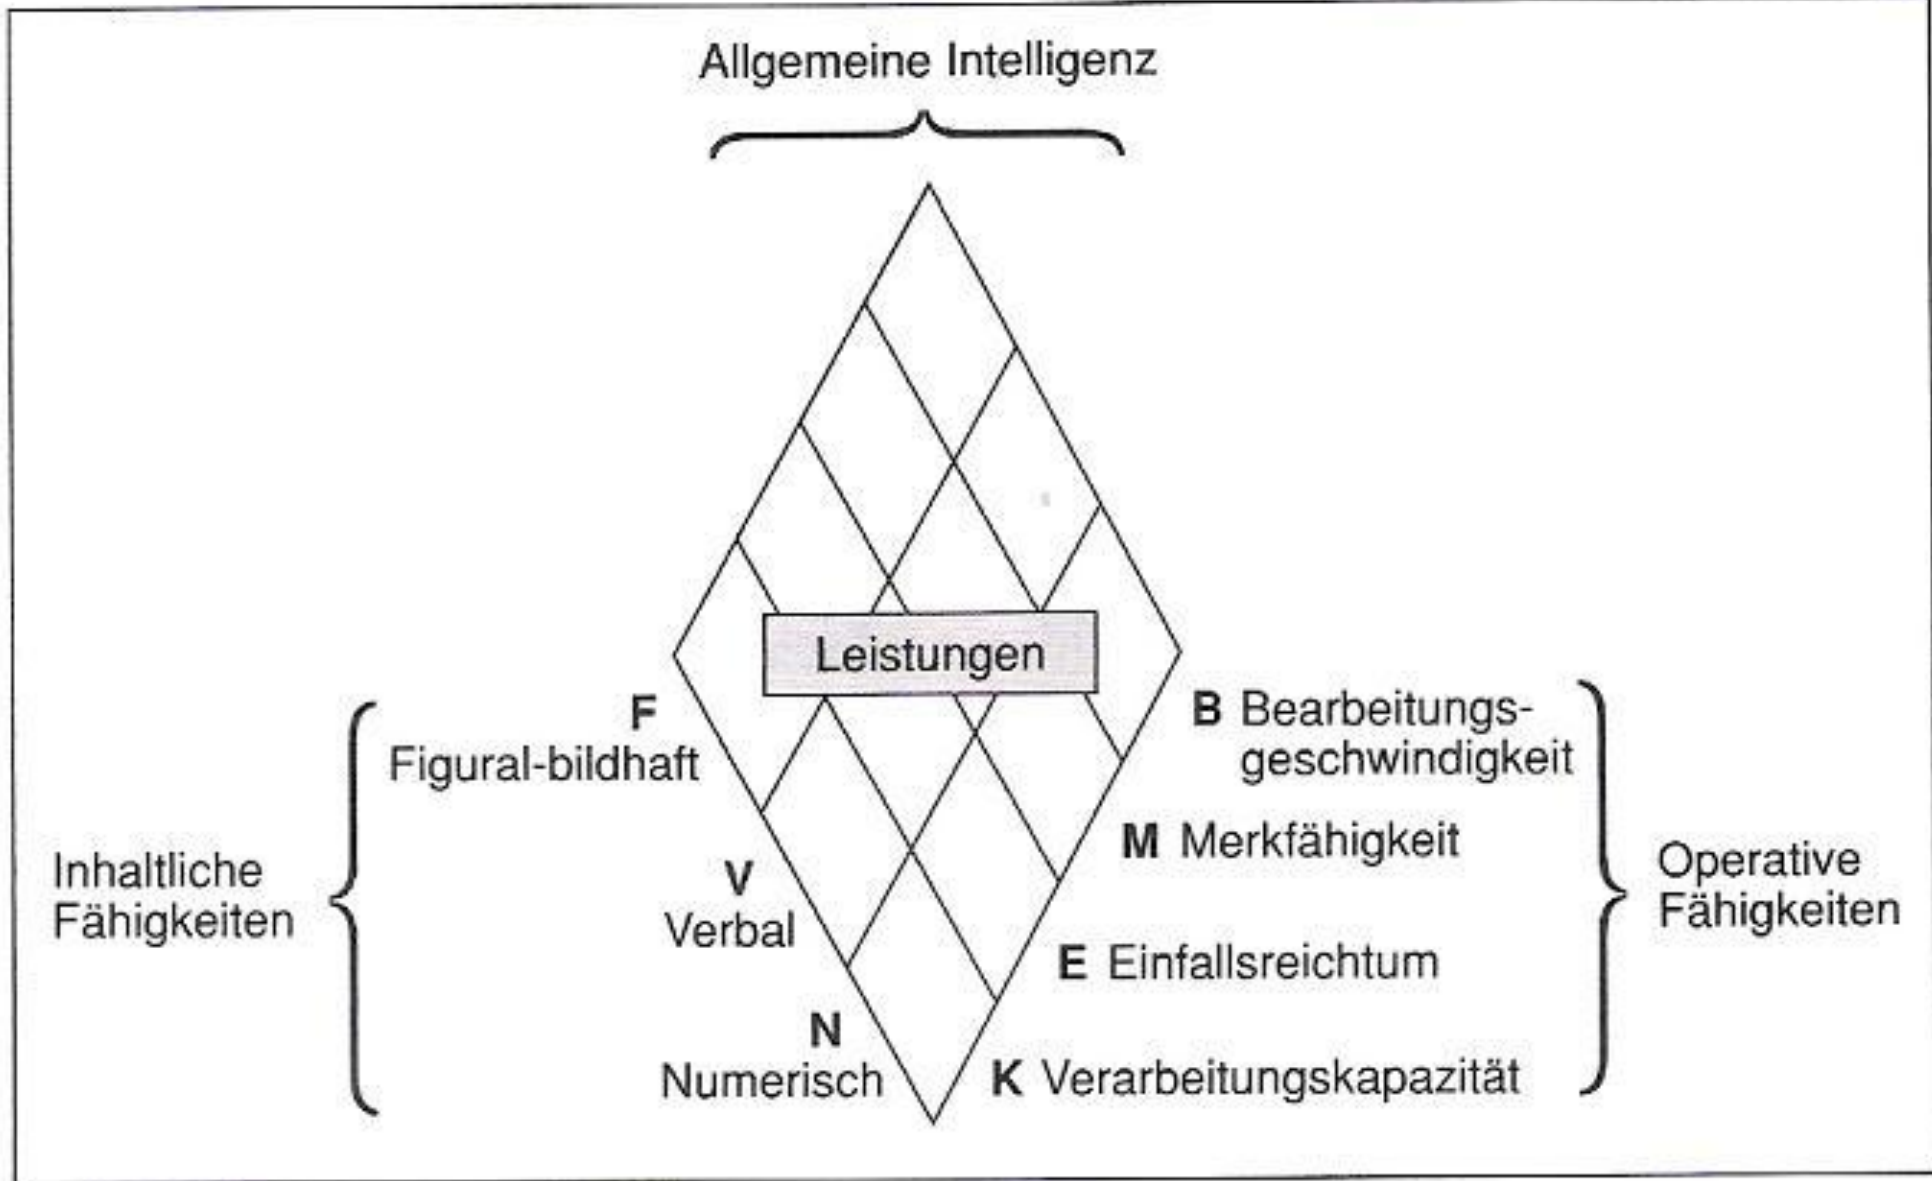 Allgemeine Intelligenz
Leistungen
F
Figural-bildhaft
V
Verbal
N
Numerisch
Inhaltliche
Fähigkeiten
B Bearbeitungs-
geschwindigkeit
M Merkfähigkeit
E Einfallsreichtum
K Verarbeitungskapazität
Operative
Fähigkeiten